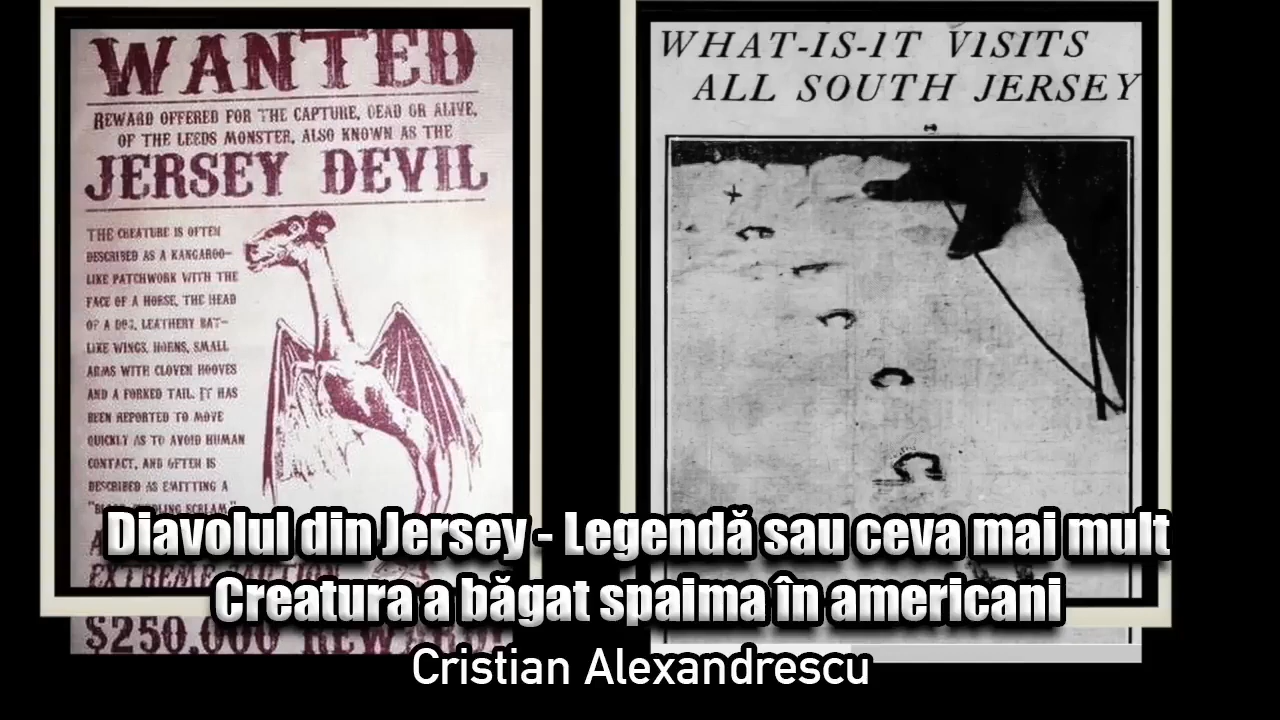 WANTED
REWARD OFFERED FOR THE CAPTURE, DEAD OR ALIVE,
OF THE LEEDS MONSTER, ALSO KNOWN AS THE
JERSEY DEVIL
THE CREATURE IS OFTEN
DESCRIBED AS A KANGAROO-
LIKE PATCHWORK WITH THE
FACE OF A HORSE, THE HEAD
OF A DOG, LEATHERY BAT-
LIKE WINGS, HORNS, SMALL
ARMS WITH CLOVEN HOOVES
AND A FORKED TAIL. IT HAS
BEEN REPORTED TO MOVE
QUICKLY AS TO AVOID HUMAN
CONTACT, AND OFTEN IS
DESCRIBED AS EMITTING A
SCREAM."
EXTREME CAUTION
$250,000 REWARD!
WHAT-IS-IT VISITS
ALL SOUTH JERSEY
Diavolul din Jersey - Legendă sau ceva mai mult
Creatura a băgat spaima în americani
Cristian Alexandrescu